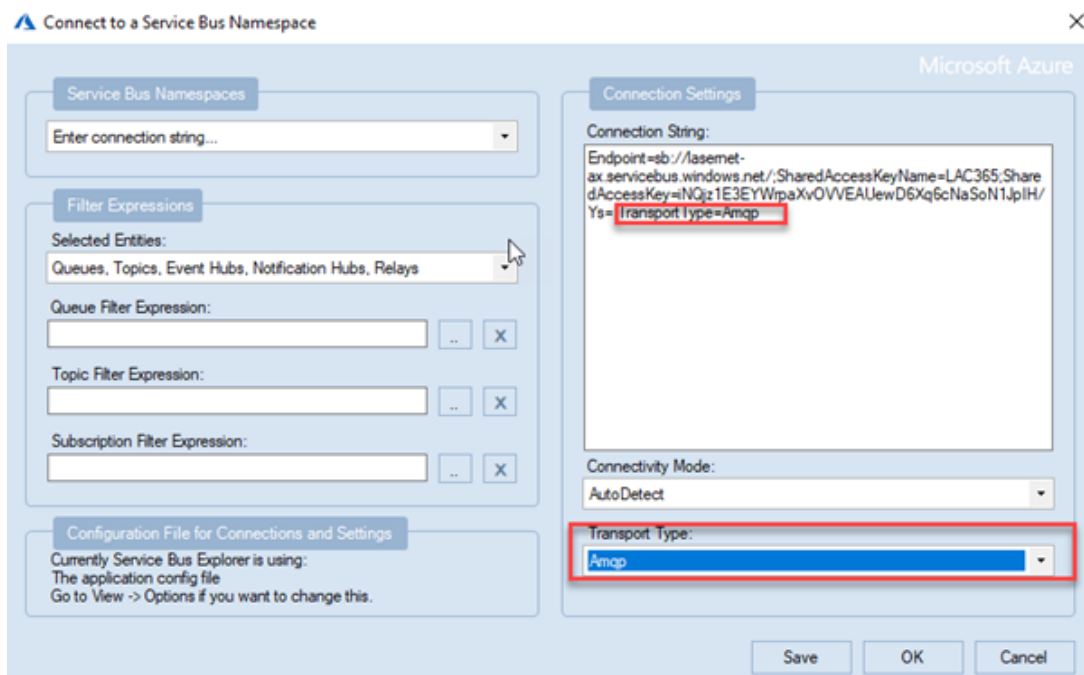 Connect to a Service Bus Namespace
Microsoft Azure
Service Bus Namespaces
Enter connection string...
Filter Expressions
Selected Entities:
Queues, Topics, Event Hubs, Notification Hubs, Relays
Queue Filter Expression:
..
X
Topic Filter Expression:
..
X
Subscription Filter Expression:
..
X
Configuration File for Connections and Settings
Currently Service Bus Explorer is using:
The application config file
Go to View -> Options if you want to change this.
Connection Settings
Connection String:
Endpoint=sb://lasernet-
ax.servicebus.windows.net/;SharedAccessKeyName=LAC365;Share
dAccessKey=iNQjz1E3EYWrpaXvOVVEAUewD6Xq6cNaSoN1JpIH/
Ys= TransportType=Amqp
Connectivity Mode:
AutoDetect
Transport Type:
Amqp
Save
OK
Cancel